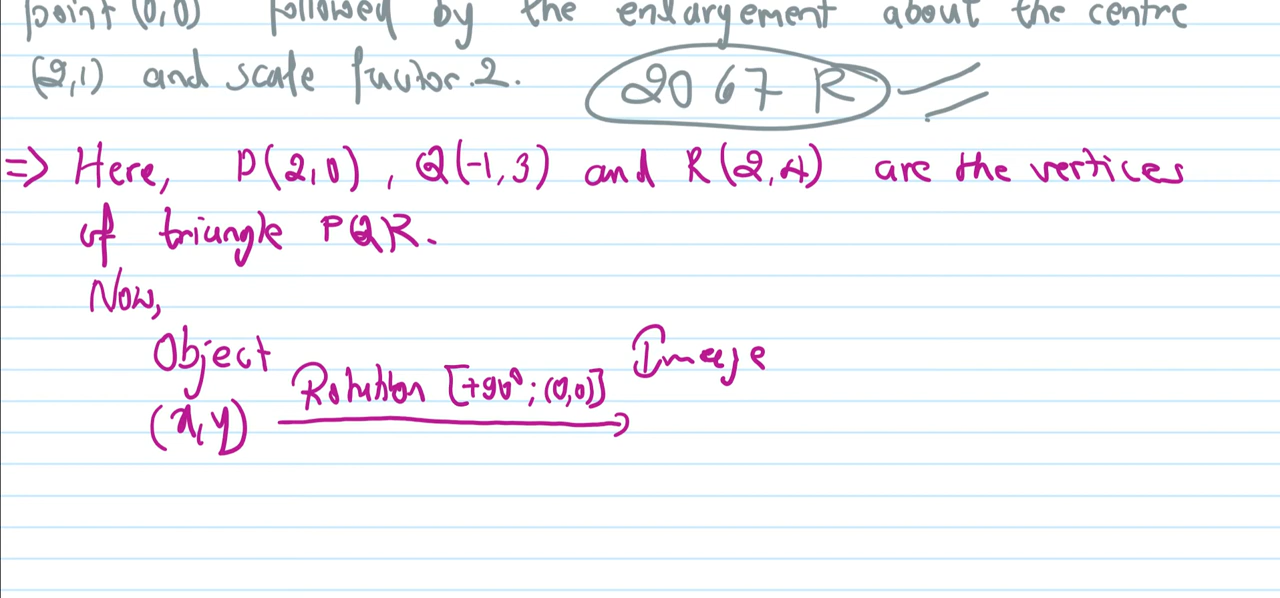 point (0,0) followed by the enlargement about the centre
(2,1) and scale factor 2.
2067 R
=> Here, P(2,0), Q(-1,3) and R(2,4) are the vertices
of triangle PQR.
Now,
Object Image
(x,y) Rotation [+90°; (0,0)]